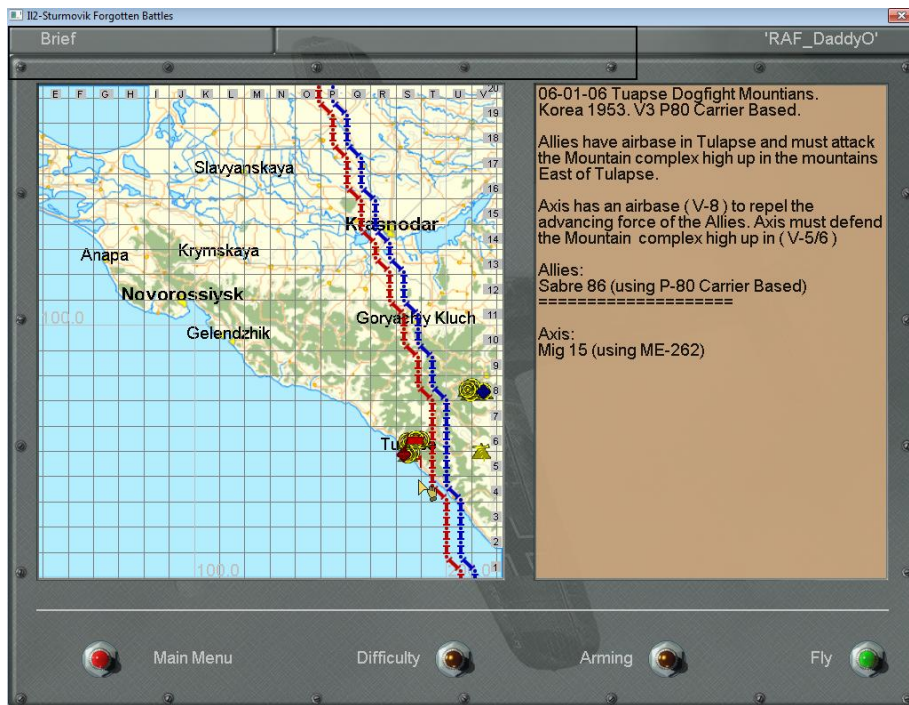 Il2-Sturmovik Forgotten Battles
Brief
'RAF_DaddyO'
E F G H I J K L M N O P Q R S T U V
20
19
18
17
16
15
14
13
12
11
10
9
8
7
6
5
4
3
2
1
Slavyanskaya
Krasnodar
Anapa
Krymskaya
Novorossiysk
100.0
Goryachiy Kluch
Gelendzhik
100.0
06-01-06 Tuapse Dogfight Mountians.
Korea 1953. V3 P80 Carrier Based.
Allies have airbase in Tulapse and must attack
the Mountain complex high up in the mountains
East of Tulapse.
Axis has an airbase ( V-8 ) to repel the
advancing force of the Allies. Axis must defend
the Mountain complex high up in ( V-5/6 )
Allies:
Sabre 86 (using P-80 Carrier Based)
=====================
Axis:
Mig 15 (using ME-262)
Main Menu
Difficulty
Arming
Fly